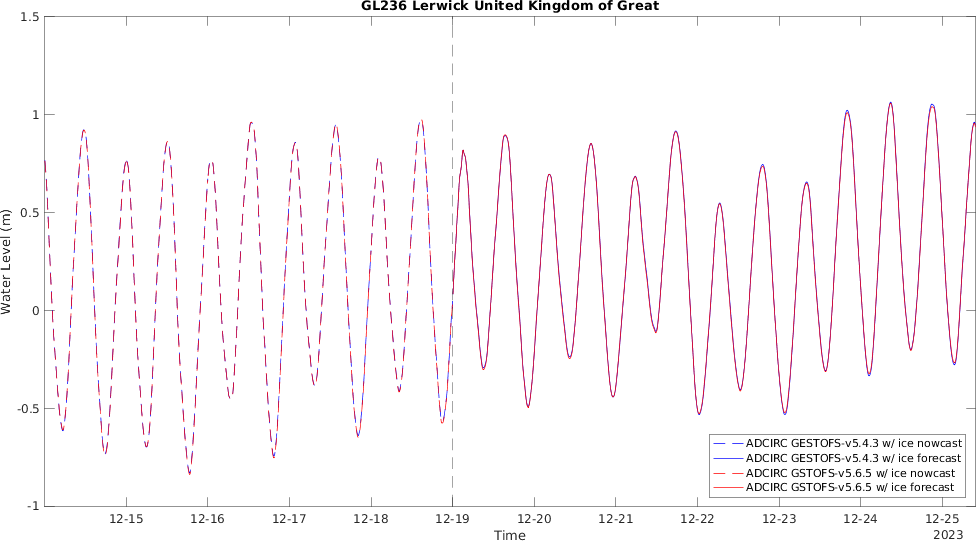 GL236 Lerwick United Kingdom of Great
1.5
1
0.5
0
-0.5
-1
Water Level (m)
12-15 12-16 12-17 12-18 12-19 12-20 12-21 12-22 12-23 12-24 12-25
2023
Time
ADCIRC GESTOFS-v5.4.3 w/ ice nowcast
ADCIRC GESTOFS-v5.4.3 w/ ice forecast
ADCIRC GSTOFS-v5.6.5 w/ ice nowcast
ADCIRC GSTOFS-v5.6.5 w/ ice forecast